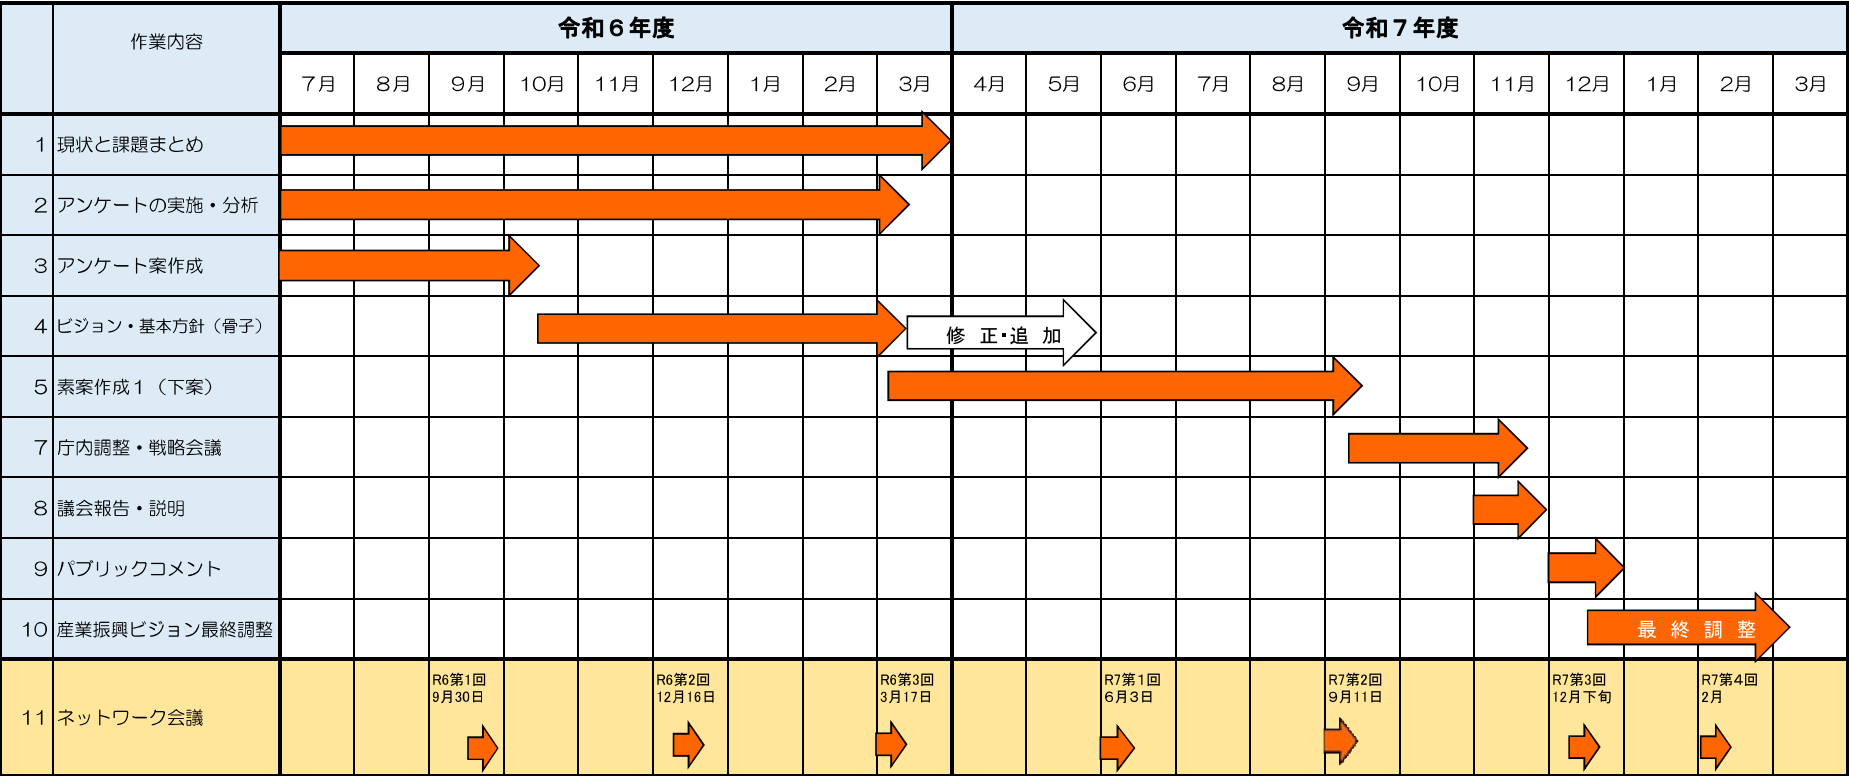 作業内容
令和６年度
令和７年度
7月 8月 9月 10月 11月 12月 1月 2月 3月 4月 5月 6月 7月 8月 9月 10月 11月 12月 1月 2月 3月
1 現状と課題まとめ
2 アンケートの実施・分析
3 アンケート案作成
4 ビジョン・基本方針（骨子）
修 正・追 加
5 素案作成１（下案）
7 庁内調整・戦略会議
8 議会報告・説明
9 パブリックコメント
10 産業振興ビジョン最終調整
最 終 調 整
11 ネットワーク会議
R6第1回
9月30日
R6第2回
12月16日
R6第3回
3月17日
R7第１回
６月３日
R7第２回
９月11日
R7第３回
12月下旬
R7第４回
2月